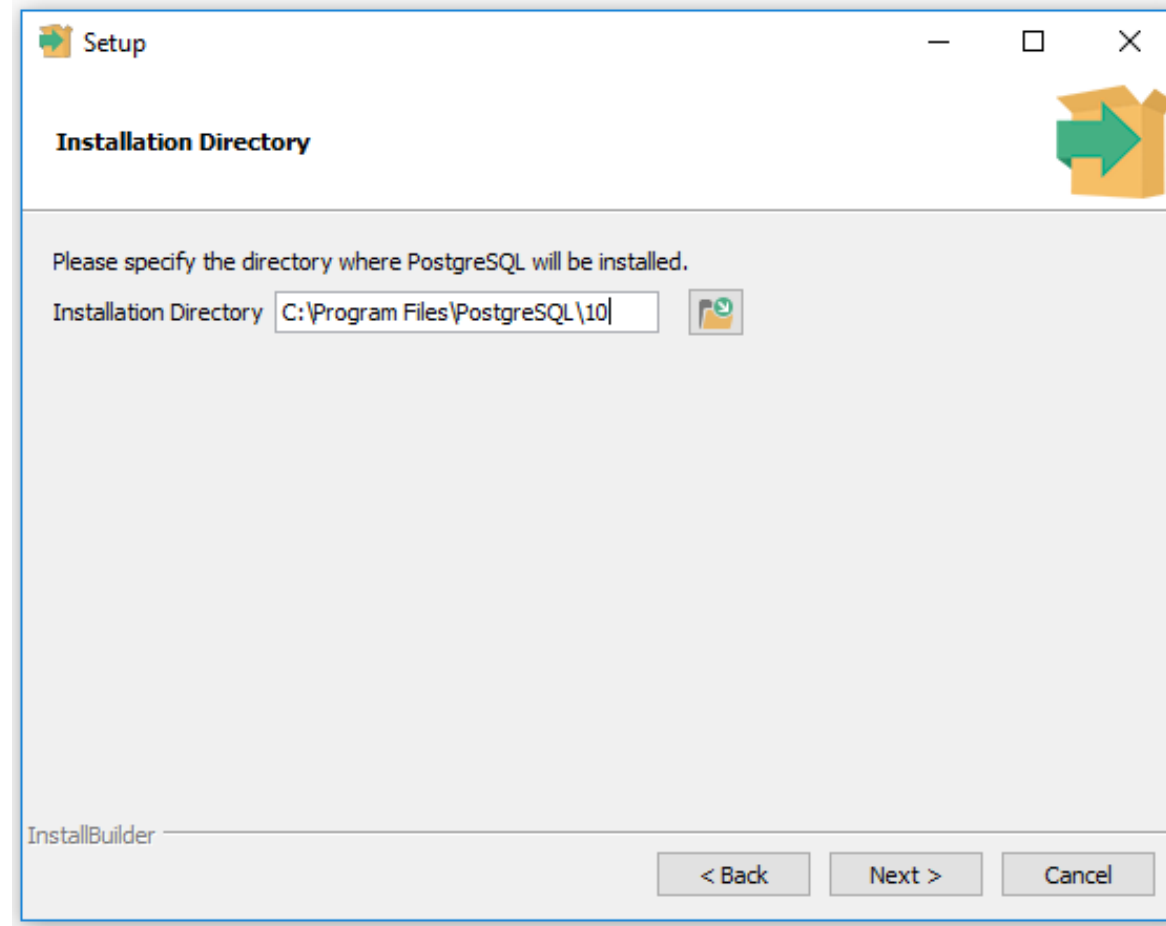 Setup
Installation Directory
Please specify the directory where PostgreSQL will be installed.
Installation Directory C:\Program Files\PostgreSQL\10
InstallBuilder
< Back Next > Cancel